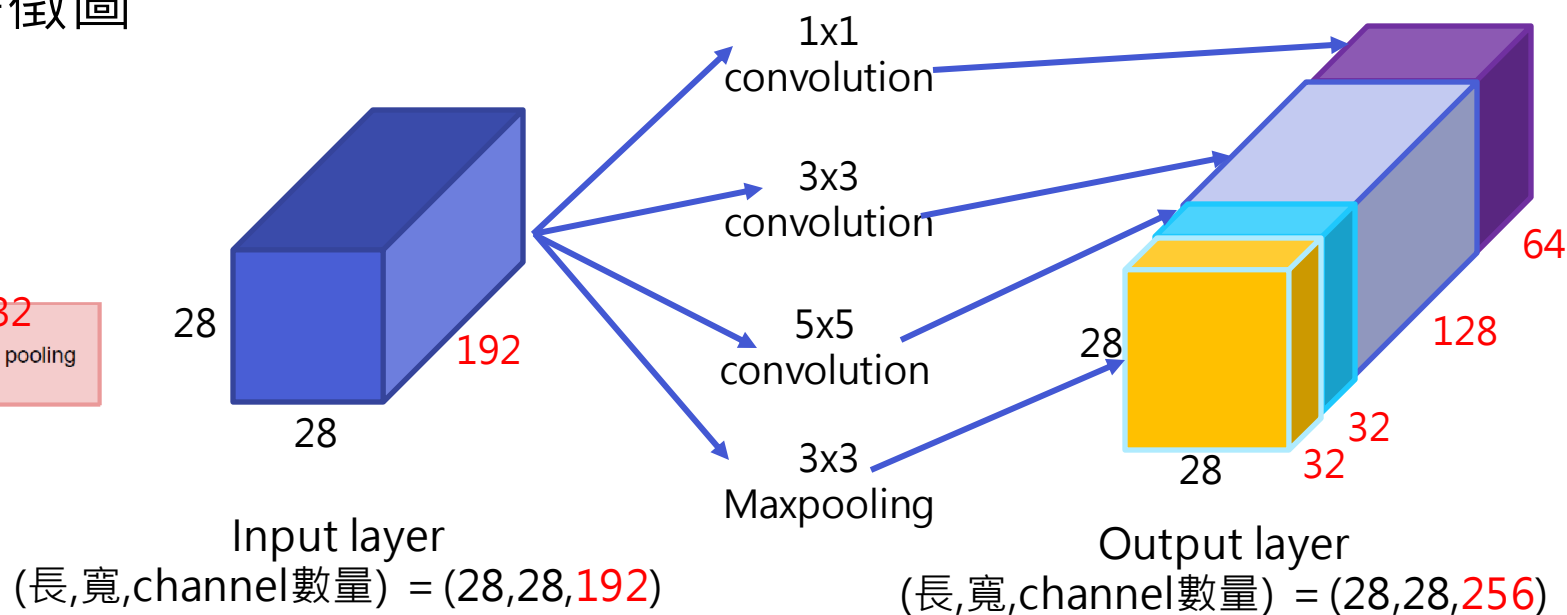 徵圖
1x1
convolution
3x3
convolution
5x5
convolution
3x3
Maxpooling
32
pooling
28
192
28
28
28
64
128
32
32
Input layer
(長,寬,channel數量) = (28,28,192)
Output layer
(長,寬,channel數量) = (28,28,256)